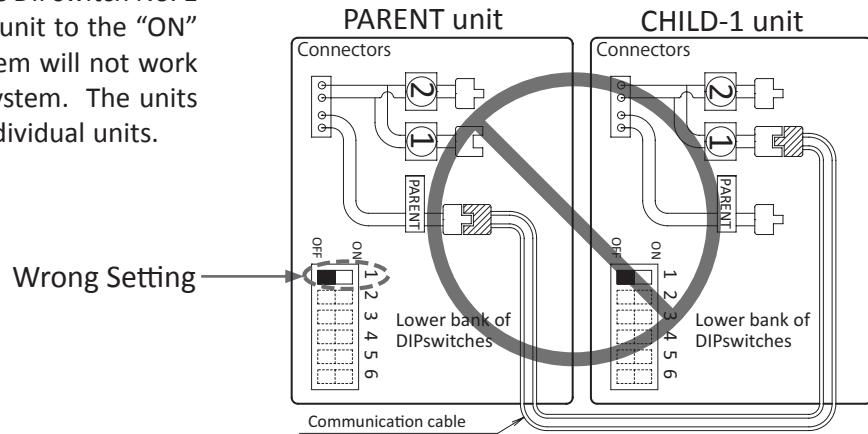 DIPswitch No. 1
unit to the “ON”
em will not work
ystem. The units
dividual units.
PARENT unit
Connectors
2
1
PARENT
OFF
ON
1
2
3
4
5
6
Wrong Setting
Lower bank of
DIPswitches
Communication cable
CHILD-1 unit
Connectors
2
1
PARENT
OFF
ON
1
2
3
4
5
6
Lower bank of
DIPswitches